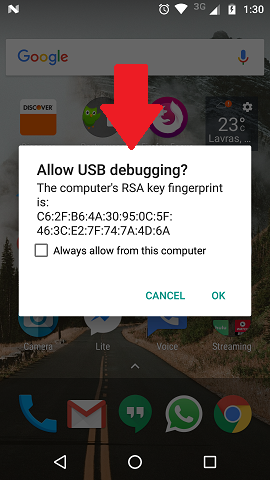 N
3G
1:30
Google
DISCOVER
23°
Lavras,
Allow USB debugging?
The computer's RSA key fingerprint
is:
C6:2F:B6:4A:30:95:0C:5F:
46:3C:E2:7F:74:7A:4D:6A
Always allow from this computer
CANCEL
OK
Camera
Lite
Voice
Streaming